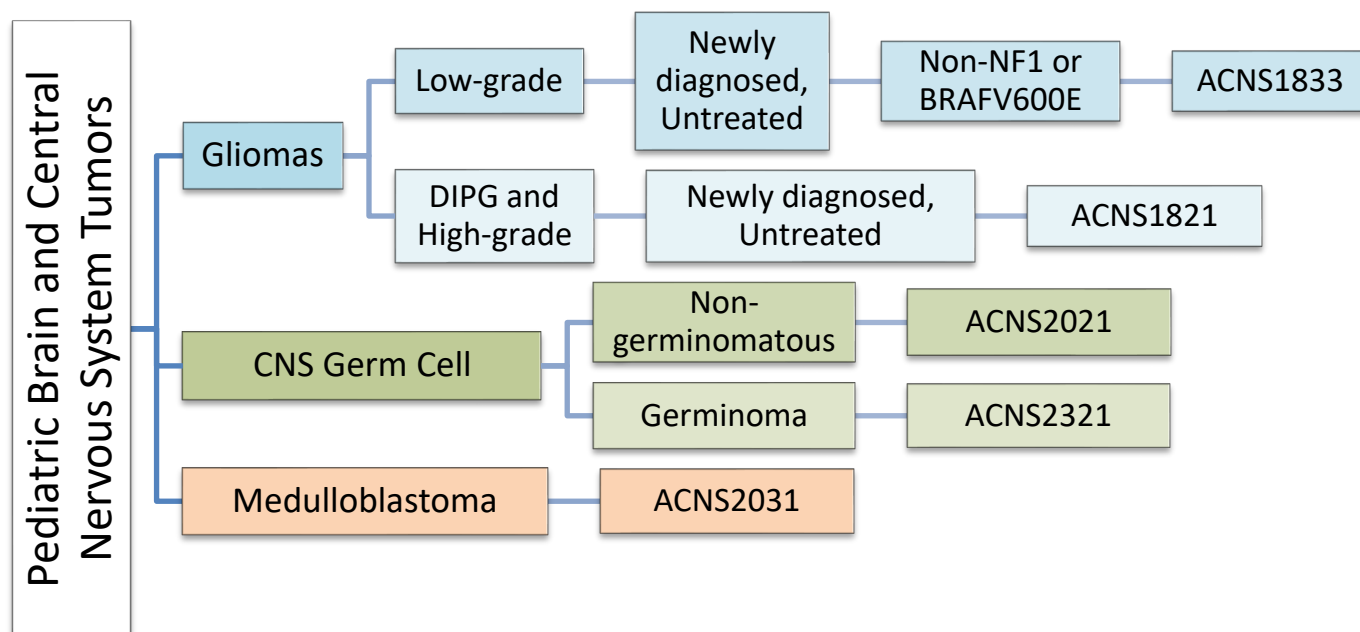 Pediatric Brain and Central
Nervous System Tumors
Gliomas
Low-grade
Newly
diagnosed,
Untreated
Non-NF1 or
BRAFV600E
ACNS1833
DIPG and
High-grade
Newly diagnosed,
Untreated
ACNS1821
CNS Germ Cell
Non-
germinomatous
ACNS2021
Germinoma
ACNS2321
Medulloblastoma
ACNS2031